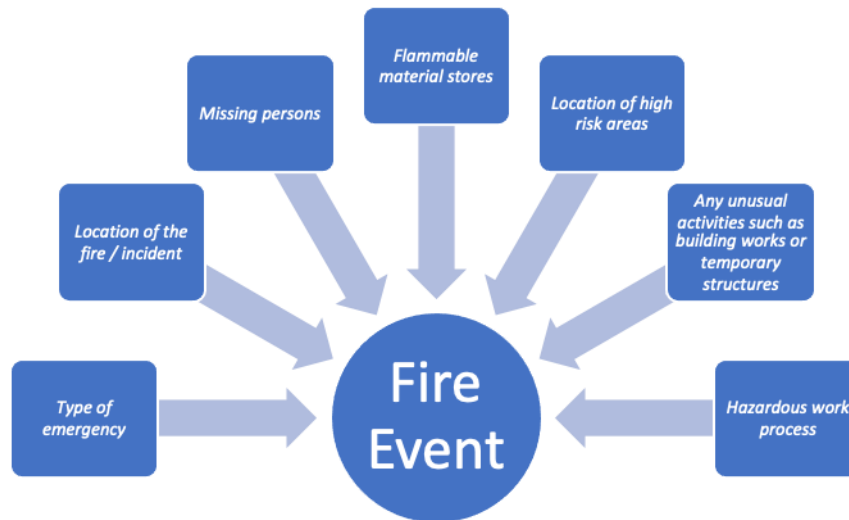 Flammable
material stores
Missing persons
Location of high
risk areas
Location of the
fire / incident
Any unusual
activities such as
building works or
temporary
structures
Type of
emergency
Fire
Event
Hazardous work
process